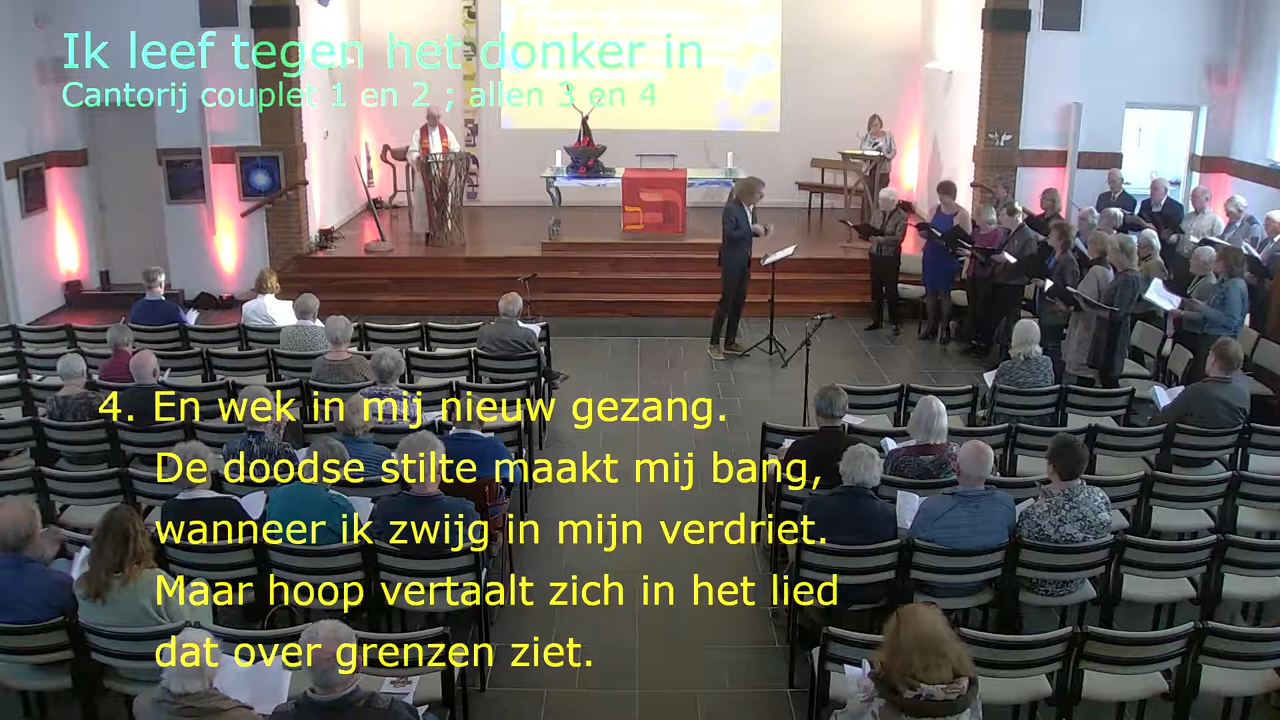 Ik leef tegen het donker in
Cantorij couplet 1 en 2 ; allen 3 en 4
4. En wek in mij nieuw gezang.
De doodse stilte maakt mij bang,
wanneer ik zwijg in mijn verdriet.
Maar hoop vertaalt zich in het lied
dat over grenzen ziet.